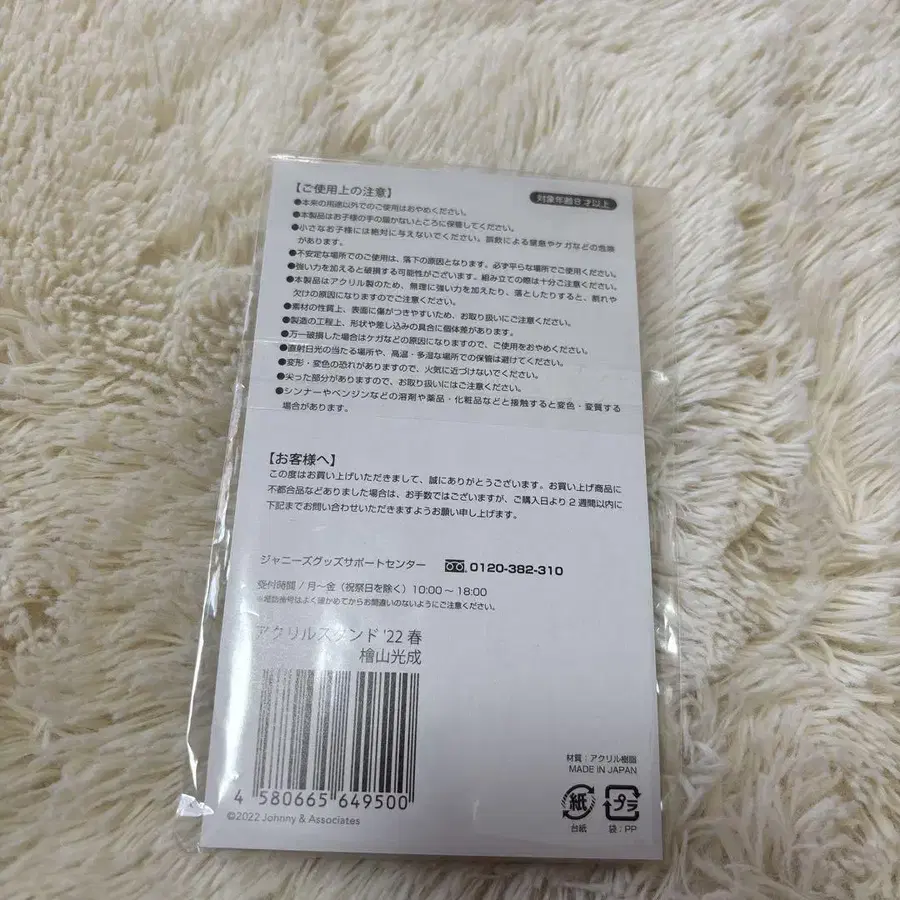 【ご使用上の注意】
対象年齢8才以上
●本来の用途以外でのご使用はおやめください。
●本製品はお子様の手の届かないところに保管してください。
●小さなお子様には絶対に与えないでください。誤飲による窒息やケガなどの危険
があります。
●不安定な場所でのご使用は、落下の原因となります。必ず平らな場所でご使用ください。
●強い力を加えると破損する可能性がございます。組み立ての際は十分ご注意ください。
●本製品はアクリル製のため、無理に強い力を加えたり、落としたりすると、割れや
欠けの原因になりますのでご注意ください。
●素材の性質上、表面に傷がつきやすいため、お取り扱いにご注意ください。
●製造の工程上、形状や差し込みの具合に個体差があります。
●万一破損した場合はケガなどの原因になりますので、ご使用をおやめください。
●直射日光の当たる場所や、高温・多湿な場所での保管は避けてください。
●変形・変色の恐れがありますので、火気に近づけないでください。
●尖った部分がありますので、お取り扱いにはご注意ください。
●シンナーやベンジンなどの溶剤や薬品・化粧品などと接触すると変色・変質する
場合があります。
【お客様へ】
この度はお買い上げいただきまして、誠にありがとうございます。お買い上げ商品に
不都合品などありました場合は、お手数ではございますが、ご購入日より2週間以内に
下記までお問い合わせいただきますようお願い申し上げます。
ジャニーズグッズサポートセンター 0120-382-310
受付時間/月〜金（祝祭日を除く）10:00〜18:00
※電話番号はよく確かめてからお間違いのないようにご注意ください。
アクリルスタンド'22 春
檜山光成
4 580665 649500
©2022 Johnny & Associates
材質：アクリル樹脂
MADE IN JAPAN
紙 プラ
台紙 袋：PP